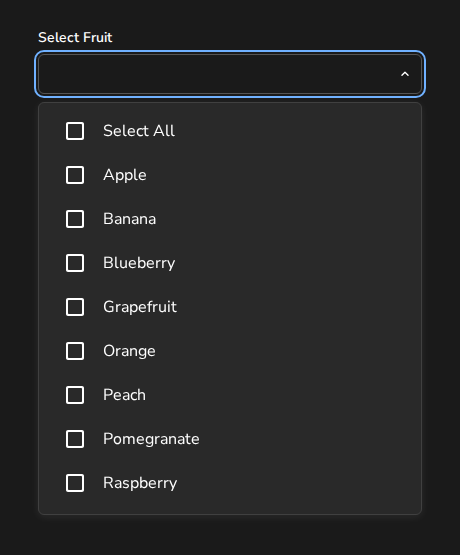 Select Fruit
Select All
Apple
Banana
Blueberry
Grapefruit
Orange
Peach
Pomegranate
Raspberry